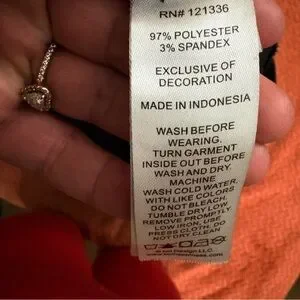 RN# 121336
97% POLYESTER
3% SPANDEX
EXCLUSIVE OF
DECORATION
MADE IN INDONESIA
WASH BEFORE
WEARING.
TURN GARMENT
INSIDE OUT BEFORE
WASH AND DRY.
MACHINE
WASH COLD WATER.
WITH LIKE COLORS
DO NOT BLEACH.
TUMBLE DRY LOW.
REMOVE PROMPTLY
LOW IRON, USE
PRESS CLOTH. DO
NOT DRY CLEAN